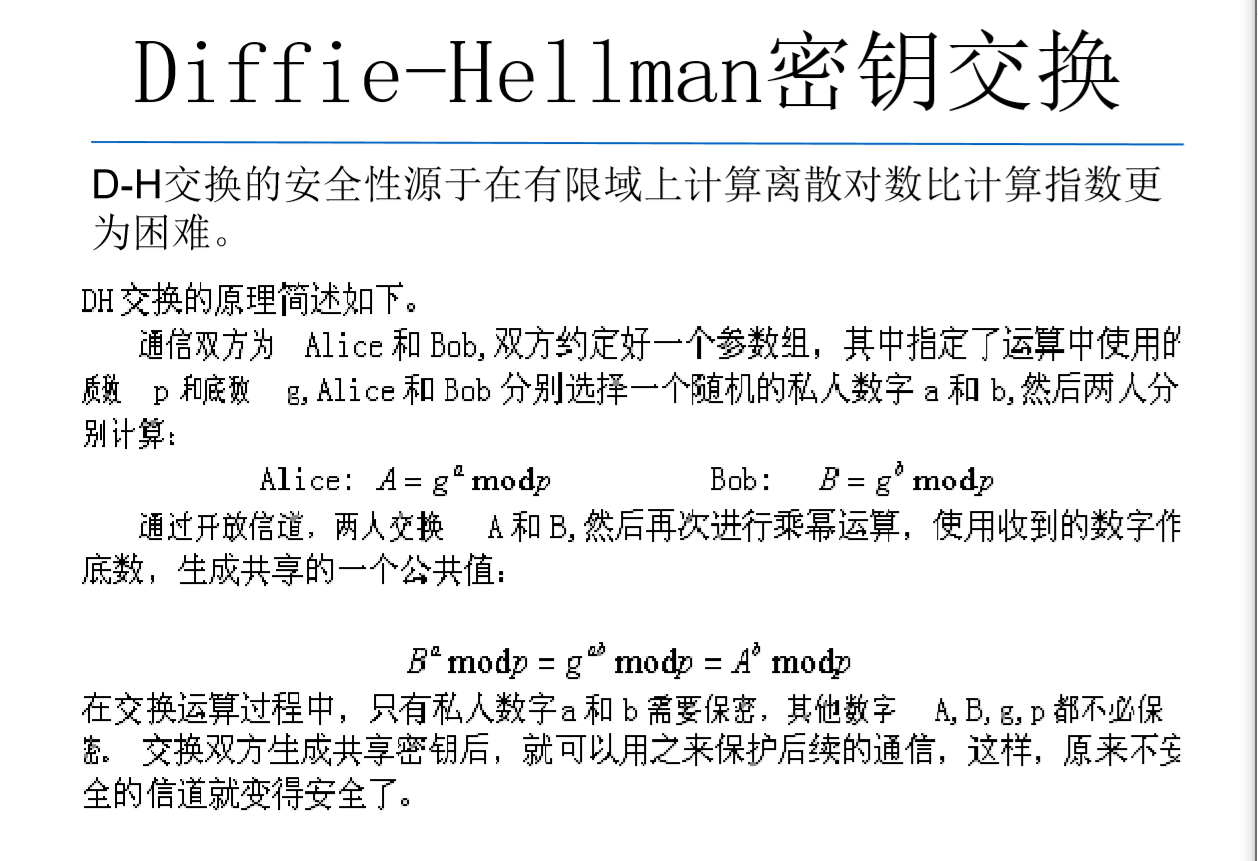 Diffie-Hellman密钥交换
D-H交换的安全性源于在有限域上计算离散对数比计算指数更
为困难。
DH交换的原理简述如下。
通信双方为 Alice和Bob,双方约定好一个参数组，其中指定了运算中使用的
质数 p 和底数 g,Alice和Bob分别选择一个随机的私人数字 a 和 b,然后两人分
别计算：
Alice: A = gᵃ mod p Bob: B = gᵇ mod p
通过开放信道，两人交换 A和B,然后再次进行乘幂运算，使用收到的数字作
底数，生成共享的一个公共值：
Bᵃ mod p = gᵃᵇ mod p = Aᵇ mod p
在交换运算过程中，只有私人数字a和b需要保密，其他数字 A,B,g,p都不必保
密。 交换双方生成共享密钥后，就可以用之来保护后续的通信，这样，原来不安
全的信道就变得安全了。